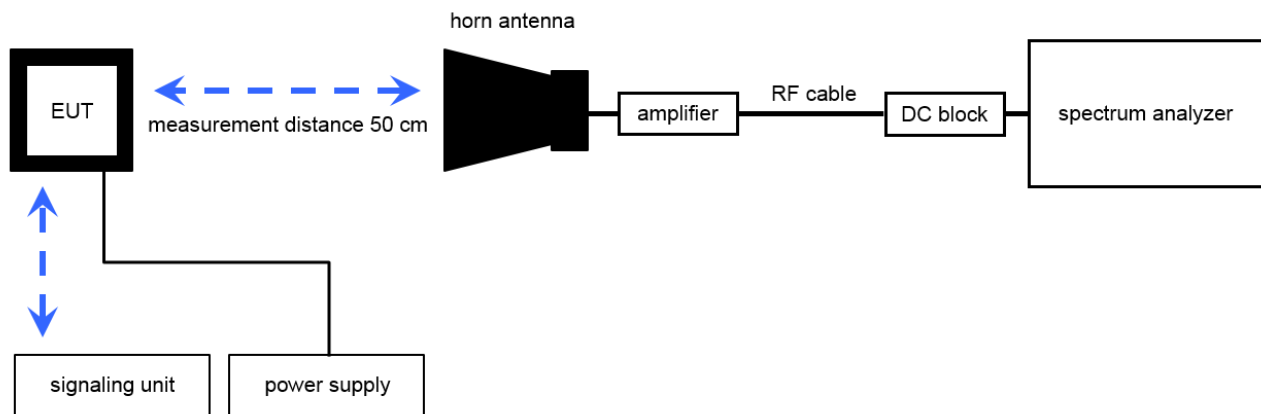 horn antenna
EUT
measurement distance 50 cm
amplifier
RF cable
DC block
spectrum analyzer
signaling unit
power supply